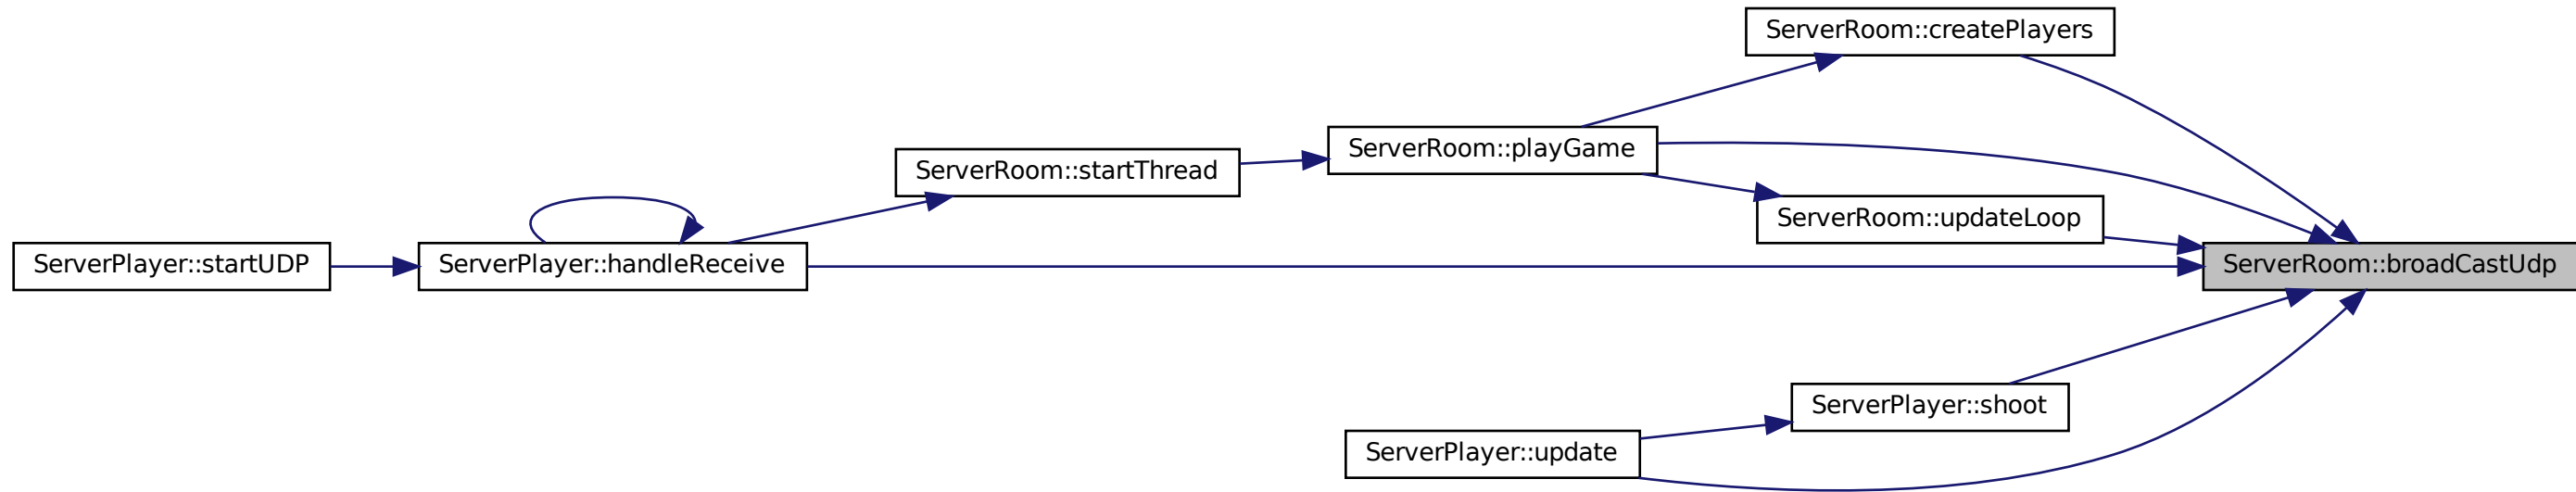 ServerRoom::createPlayers
ServerRoom::playGame
ServerRoom::startThread
ServerRoom::updateLoop
ServerPlayer::startUDP
ServerPlayer::handleReceive
ServerRoom::broadCastUdp
ServerPlayer::shoot
ServerPlayer::update